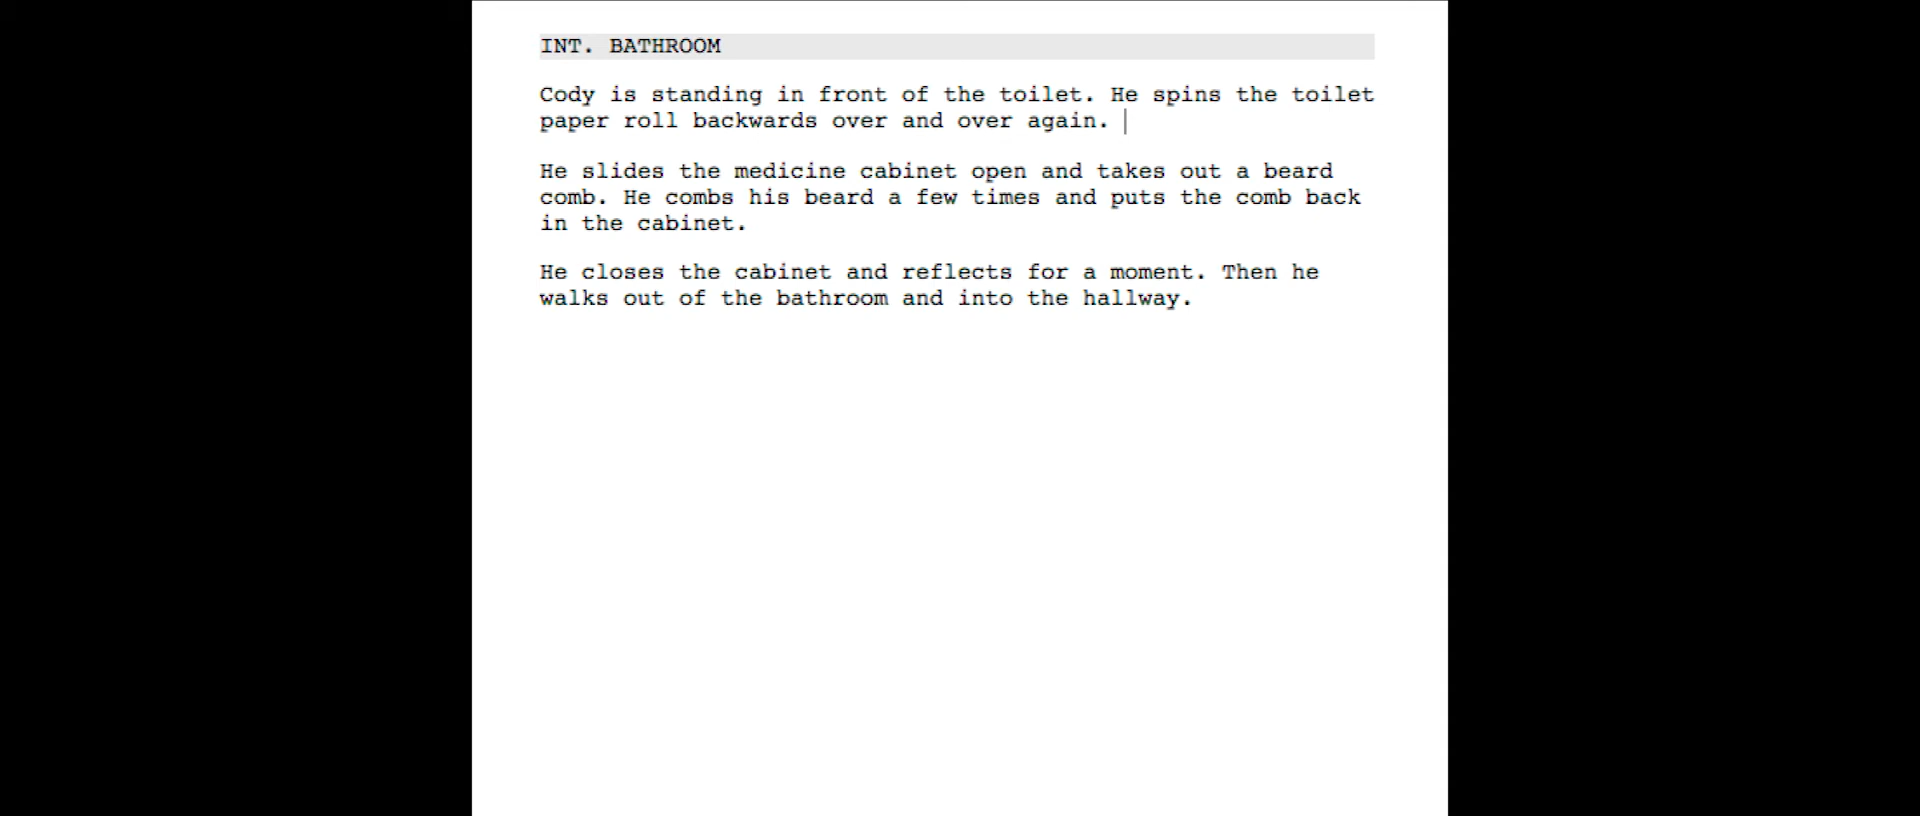 INT. BATHROOM
Cody is standing in front of the toilet. He spins the toilet
paper roll backwards over and over again.
He slides the medicine cabinet open and takes out a beard
comb. He combs his beard a few times and puts the comb back
in the cabinet.
He closes the cabinet and reflects for a moment. Then he
walks out of the bathroom and into the hallway.